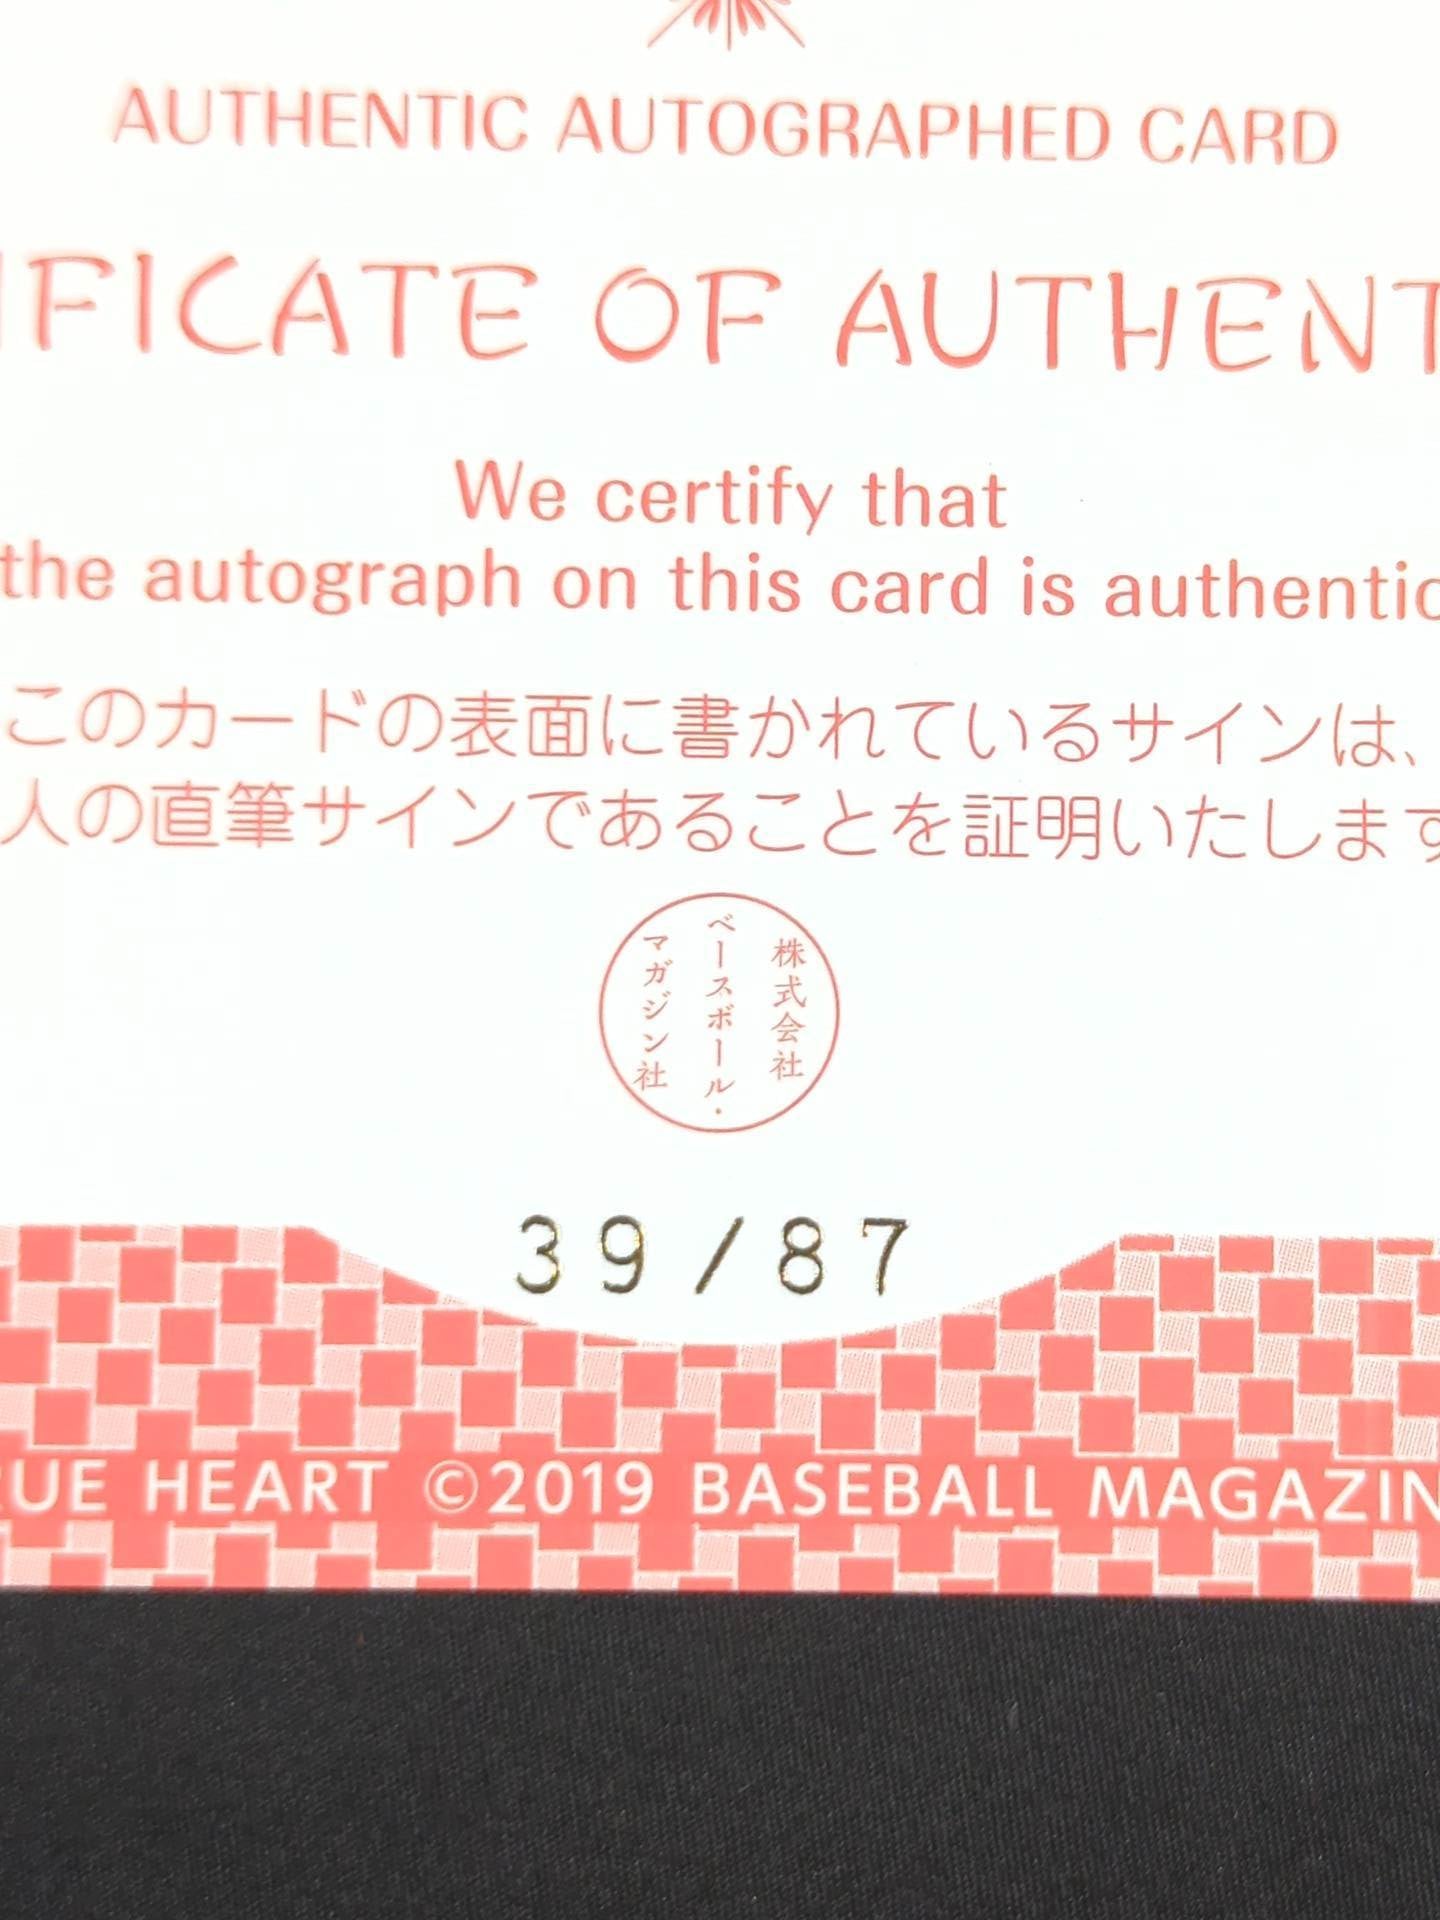 AUTHENTIC AUTOGRAPHED CARD
IFICATE OF AUTHENT
We certify that
the autograph on this card is authentic
このカードの表面に書かれているサインは、
人の直筆サインであることを証明いたします
株式会社
ベースボール・
マガジン社
39/87
RUE HEART ©2019 BASEBALL MAGAZIN